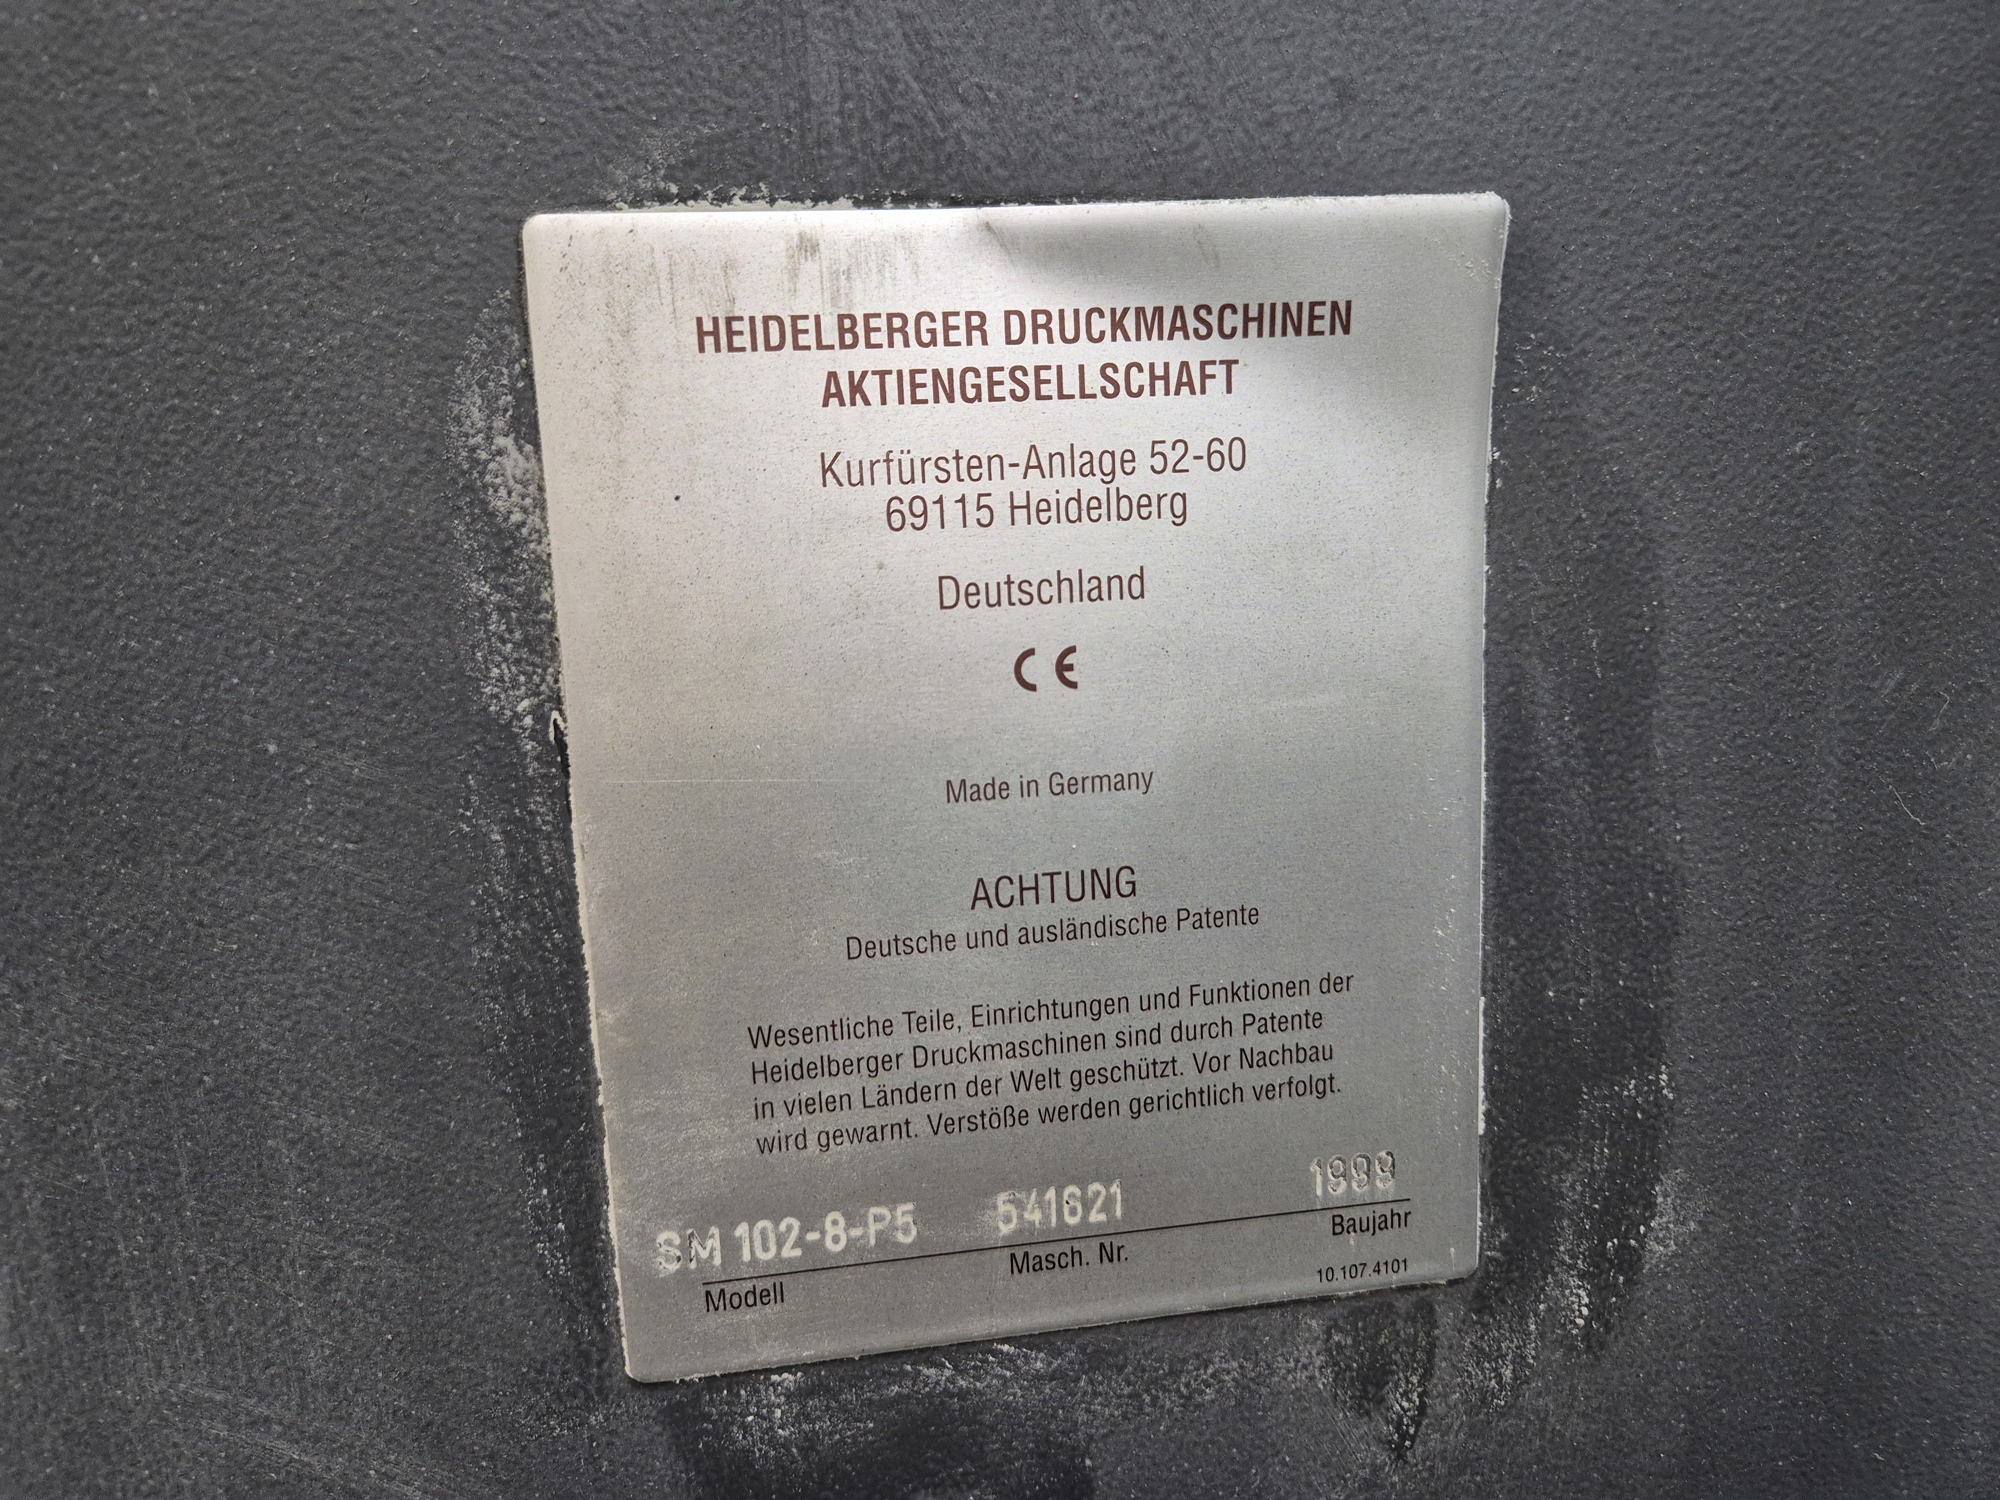 HEIDELBERGER DRUCKMASCHINEN
AKTIENGESELLSCHAFT
Kurfürsten-Anlage 52-60
69115 Heidelberg
Deutschland
CE
Made in Germany
ACHTUNG
Deutsche und ausländische Patente
Wesentliche Teile, Einrichtungen und Funktionen der
Heidelberger Druckmaschinen sind durch Patente
in vielen Ländern der Welt geschützt. Vor Nachbau
wird gewarnt. Verstöße werden gerichtlich verfolgt.
SM 102-8-P5 541621 1999
Modell Masch. Nr. Baujahr
10.107.4101